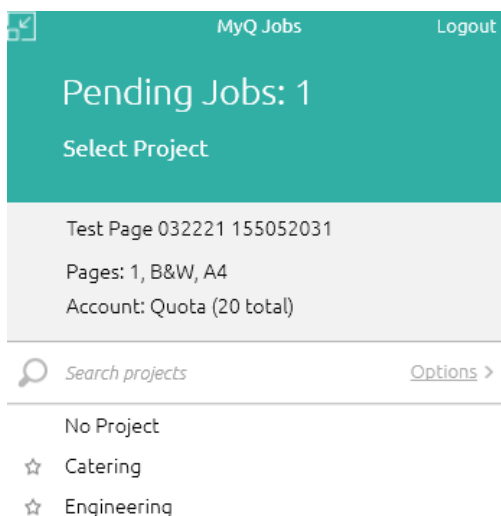 MyQ Jobs Logout
Pending Jobs: 1
Select Project
Test Page 032221 155052031
Pages: 1, B&W, A4
Account: Quota (20 total)
Search projects Options >
No Project
Catering
Engineering